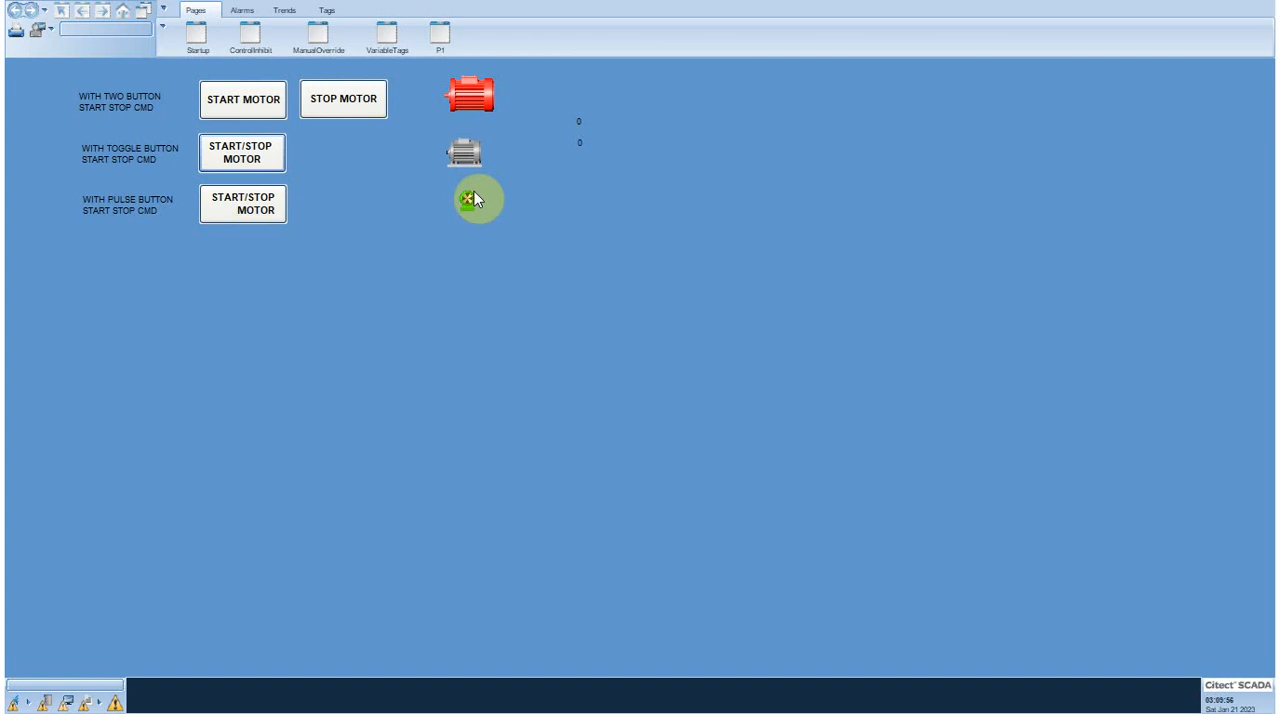 Pages Alarms Trends Tags
Startup ControlInhibit ManualOverride VariableTags P1
WITH TWO BUTTON
START STOP CMD
START MOTOR
STOP MOTOR
0
WITH TOGGLE BUTTON
START STOP CMD
START/STOP
MOTOR
0
WITH PULSE BUTTON
START STOP CMD
START/STOP
MOTOR
Citect SCADA
03:09:56
Sat Jan 21 2023